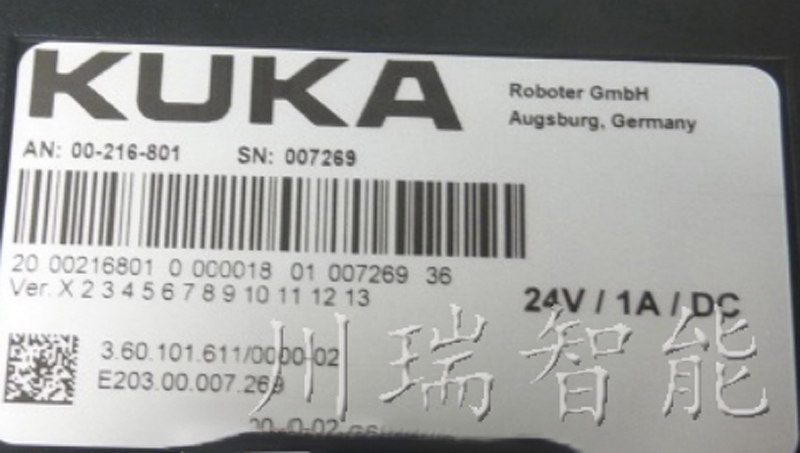 KUKA
Roboter GmbH
Augsburg, Germany
AN: 00-216-801 SN: 007269
20 00216801 0 000018 01 007269 36
Ver. X 2 3 4 5 6 7 8 9 10 11 12 13
24V / 1A / DC
3.60.101.611/0000-02
E203.00.007.269
川瑞智能